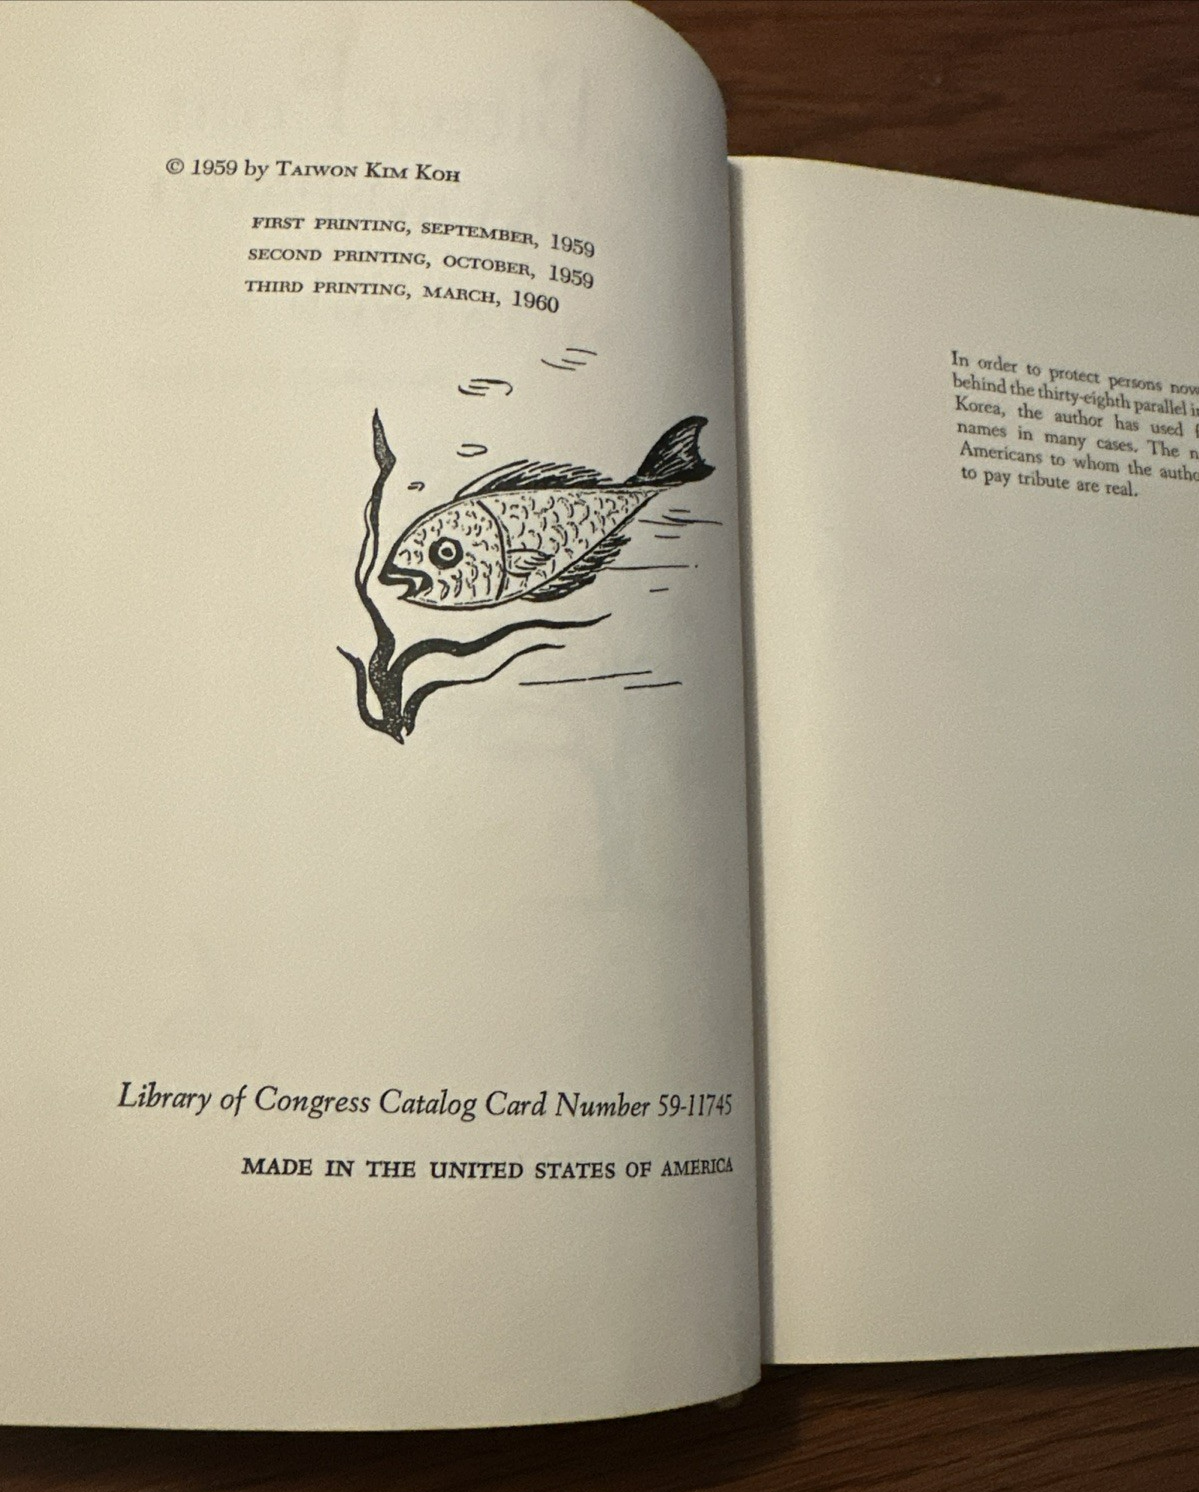 © 1959 by Taiwon Kim Koh
FIRST PRINTING, SEPTEMBER, 1959
SECOND PRINTING, OCTOBER, 1959
THIRD PRINTING, MARCH, 1960
Library of Congress Catalog Card Number 59-11745
MADE IN THE UNITED STATES OF AMERICA
In order to protect persons now
behind the thirty-eighth parallel
Korea, the author has used
names in many cases. The
Americans to whom the
to pay tribute are real.